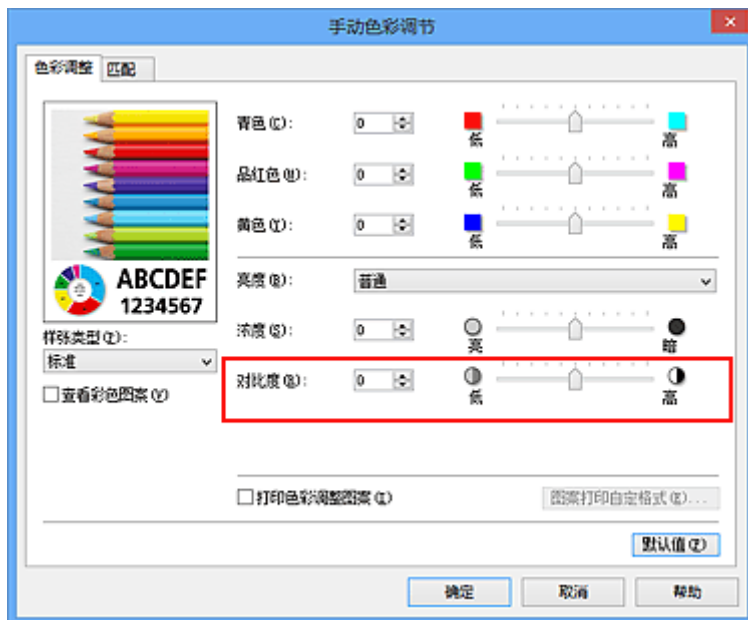 手动色彩调节
色彩调整 匹配
青色(C): 0 低 高
品红色(M): 0 低 高
黄色(Y): 0 低 高
亮度(B): 普通
ABCDEF
1234567
浓度(S): 0 亮 暗
样张类型(T):
标准
对比度(R): 0 低 高
查看彩色图案(Y)
打印色彩调整图案(I) 图案打印自定格式(E)...
默认值(F)
确定 取消 帮助